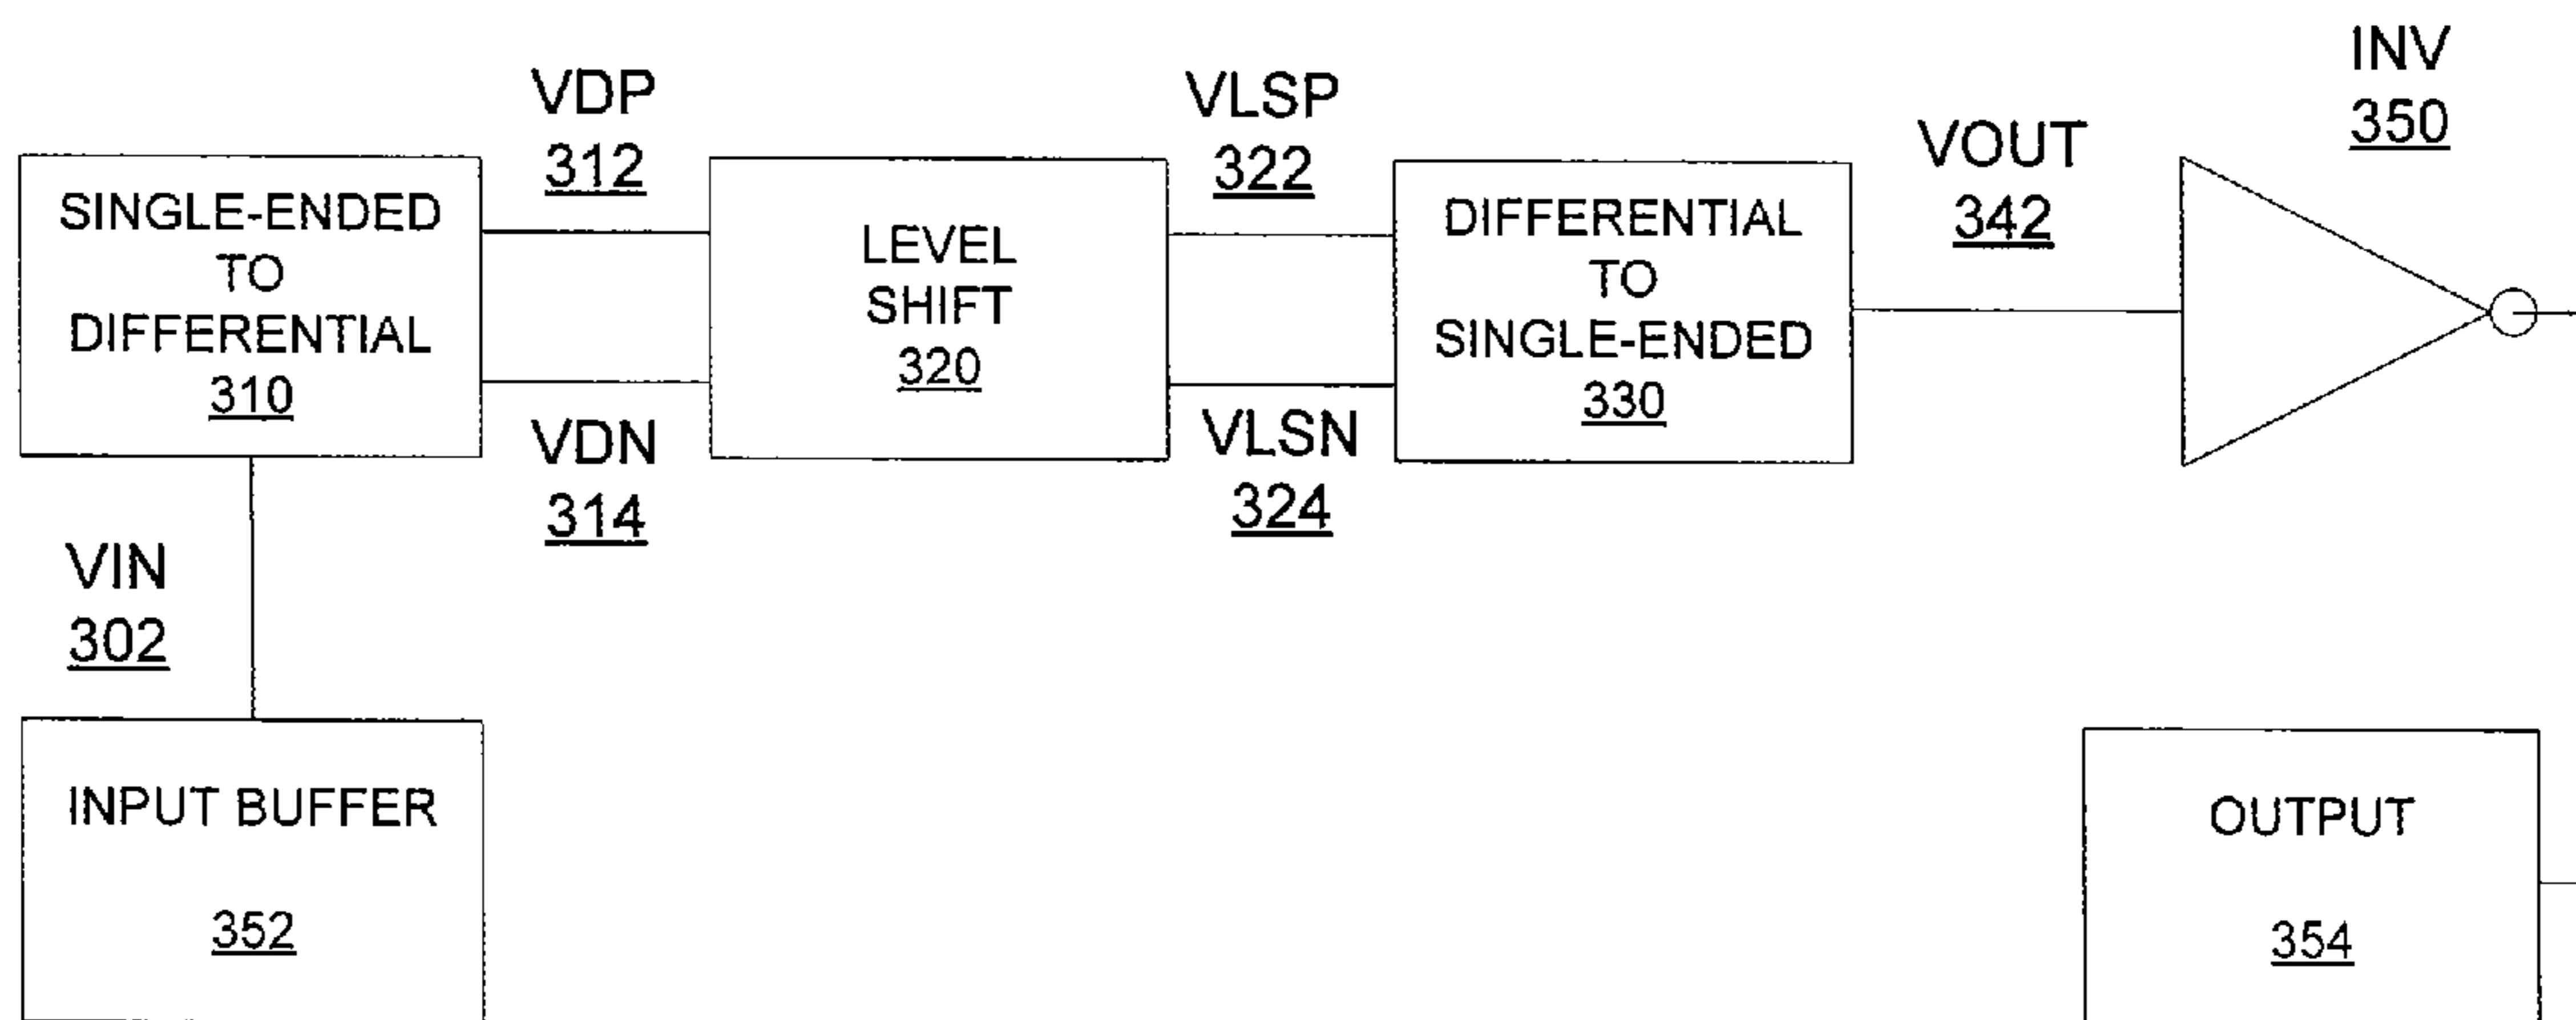 INV
350
VDP
312
VLSP
322
VOUT
342
SINGLE-ENDED
TO
DIFFERENTIAL
310
LEVEL
SHIFT
320
DIFFERENTIAL
TO
SINGLE-ENDED
330
VDN
314
VLSN
324
VIN
302
INPUT BUFFER
352
OUTPUT
354